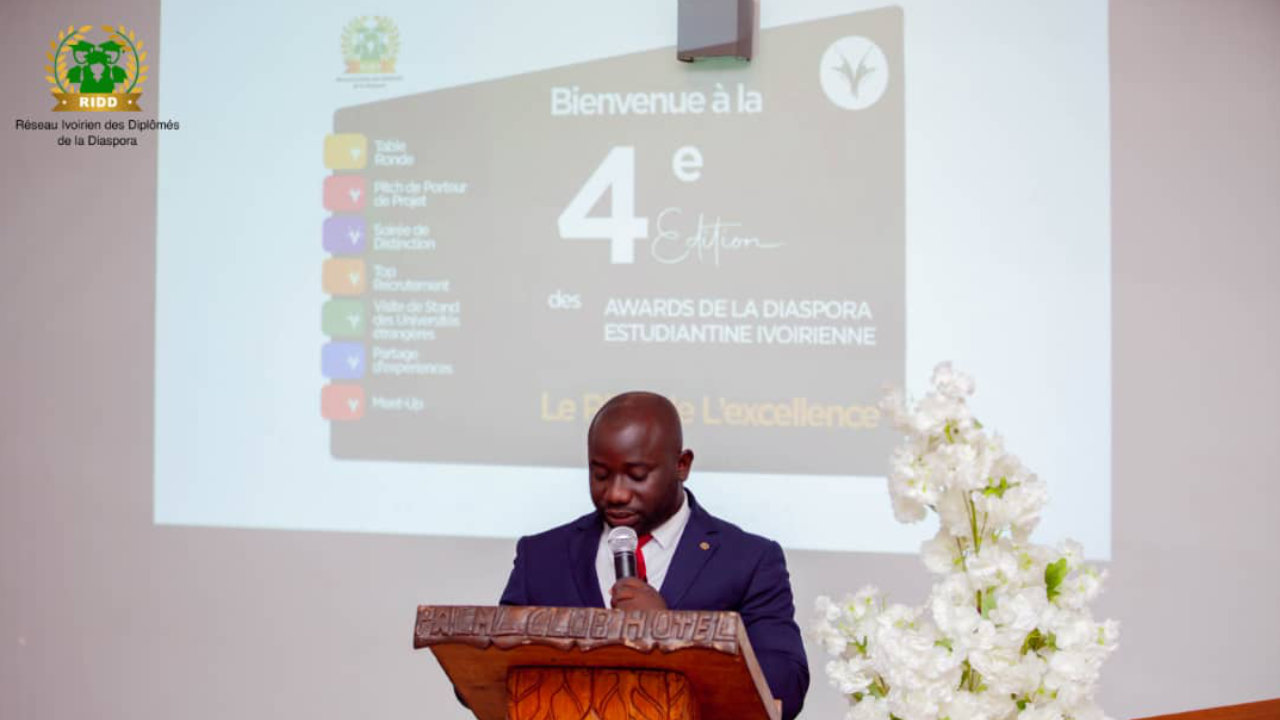 RIDD
Réseau Ivoirien des Diplômés
de la Diaspora
Bienvenue à la
4e
Edition
des
AWARDS DE LA DIASPORA
ESTUDIANTINE IVOIRIENNE
Le
L'excellence
Table
Ronde
Pitch de Porteur
de Projet
Soirée de
Distinction
Top
Recrutement
Visite de Stand
des Universités
étrangères
Partage
d'expériences
Meet-Up
CLUB HOTEL